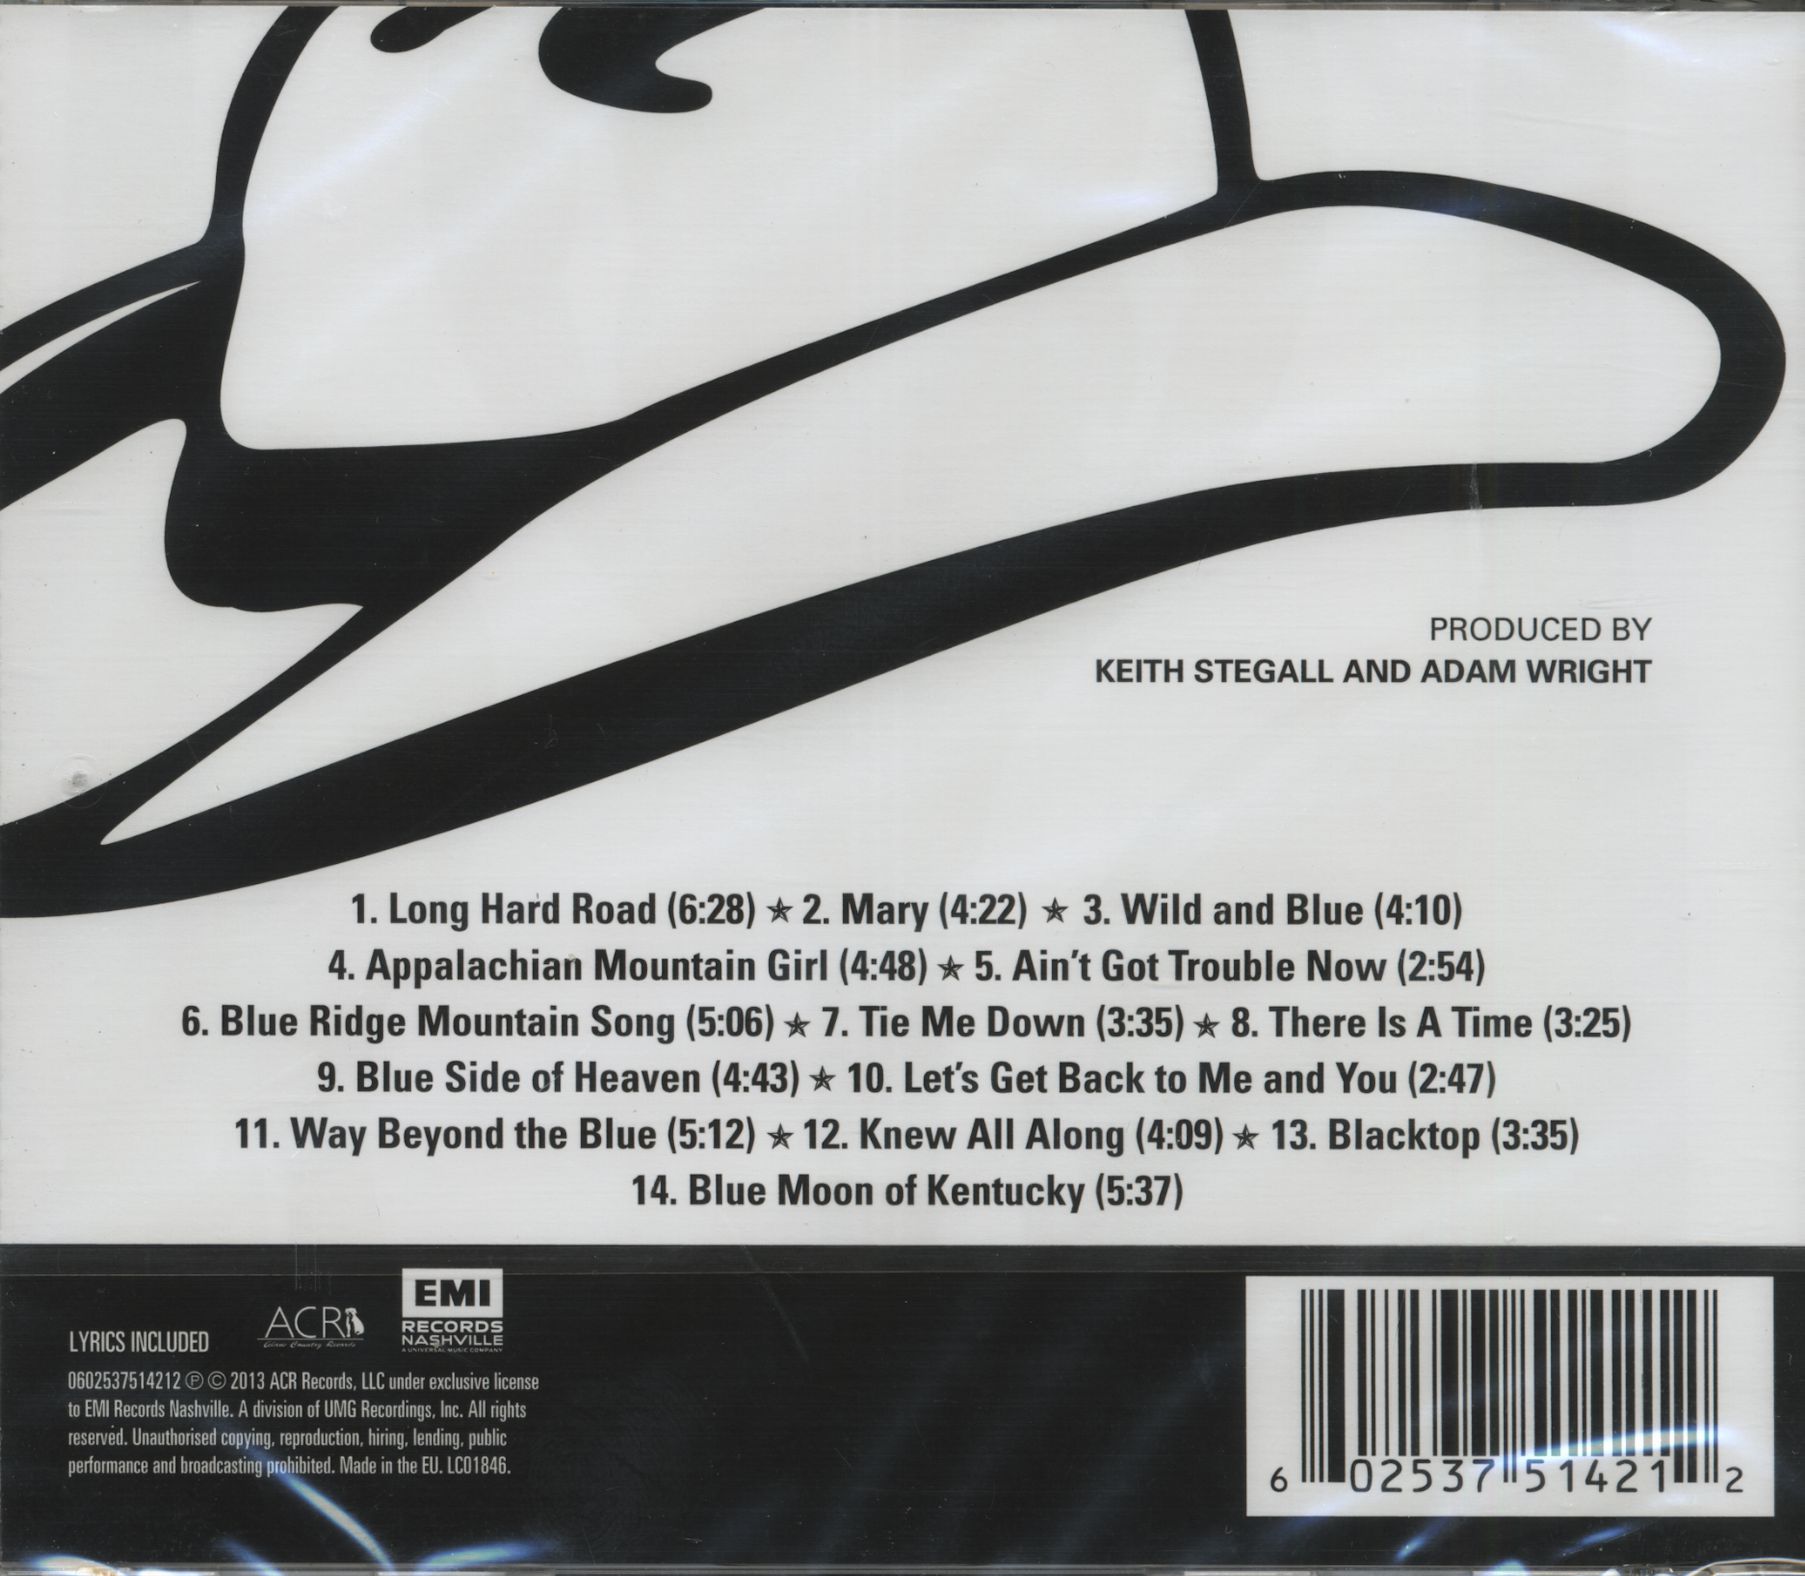 PRODUCED BY
KEITH STEGALL AND ADAM WRIGHT
1. Long Hard Road (6:28) ★ 2. Mary (4:22) ★ 3. Wild and Blue (4:10)
4. Appalachian Mountain Girl (4:48) ★ 5. Ain't Got Trouble Now (2:54)
6. Blue Ridge Mountain Song (5:06) ★ 7. Tie Me Down (3:35) ★ 8. There Is A Time (3:25)
9. Blue Side of Heaven (4:43) ★ 10. Let's Get Back to Me and You (2:47)
11. Way Beyond the Blue (5:12) ★ 12. Knew All Along (4:09) ★ 13. Blacktop (3:35)
14. Blue Moon of Kentucky (5:37)
LYRICS INCLUDED
ACR
EMI
RECORDS
NASHVILLE
A UNIVERSAL MUSIC COMPANY
0602537514212 ℗ © 2013 ACR Records, LLC under exclusive license
to EMI Records Nashville. A division of UMG Recordings, Inc. All rights
reserved. Unauthorised copying, reproduction, hiring, lending, public
performance and broadcasting prohibited. Made in the EU. LC01846.
6 02537 51421 2